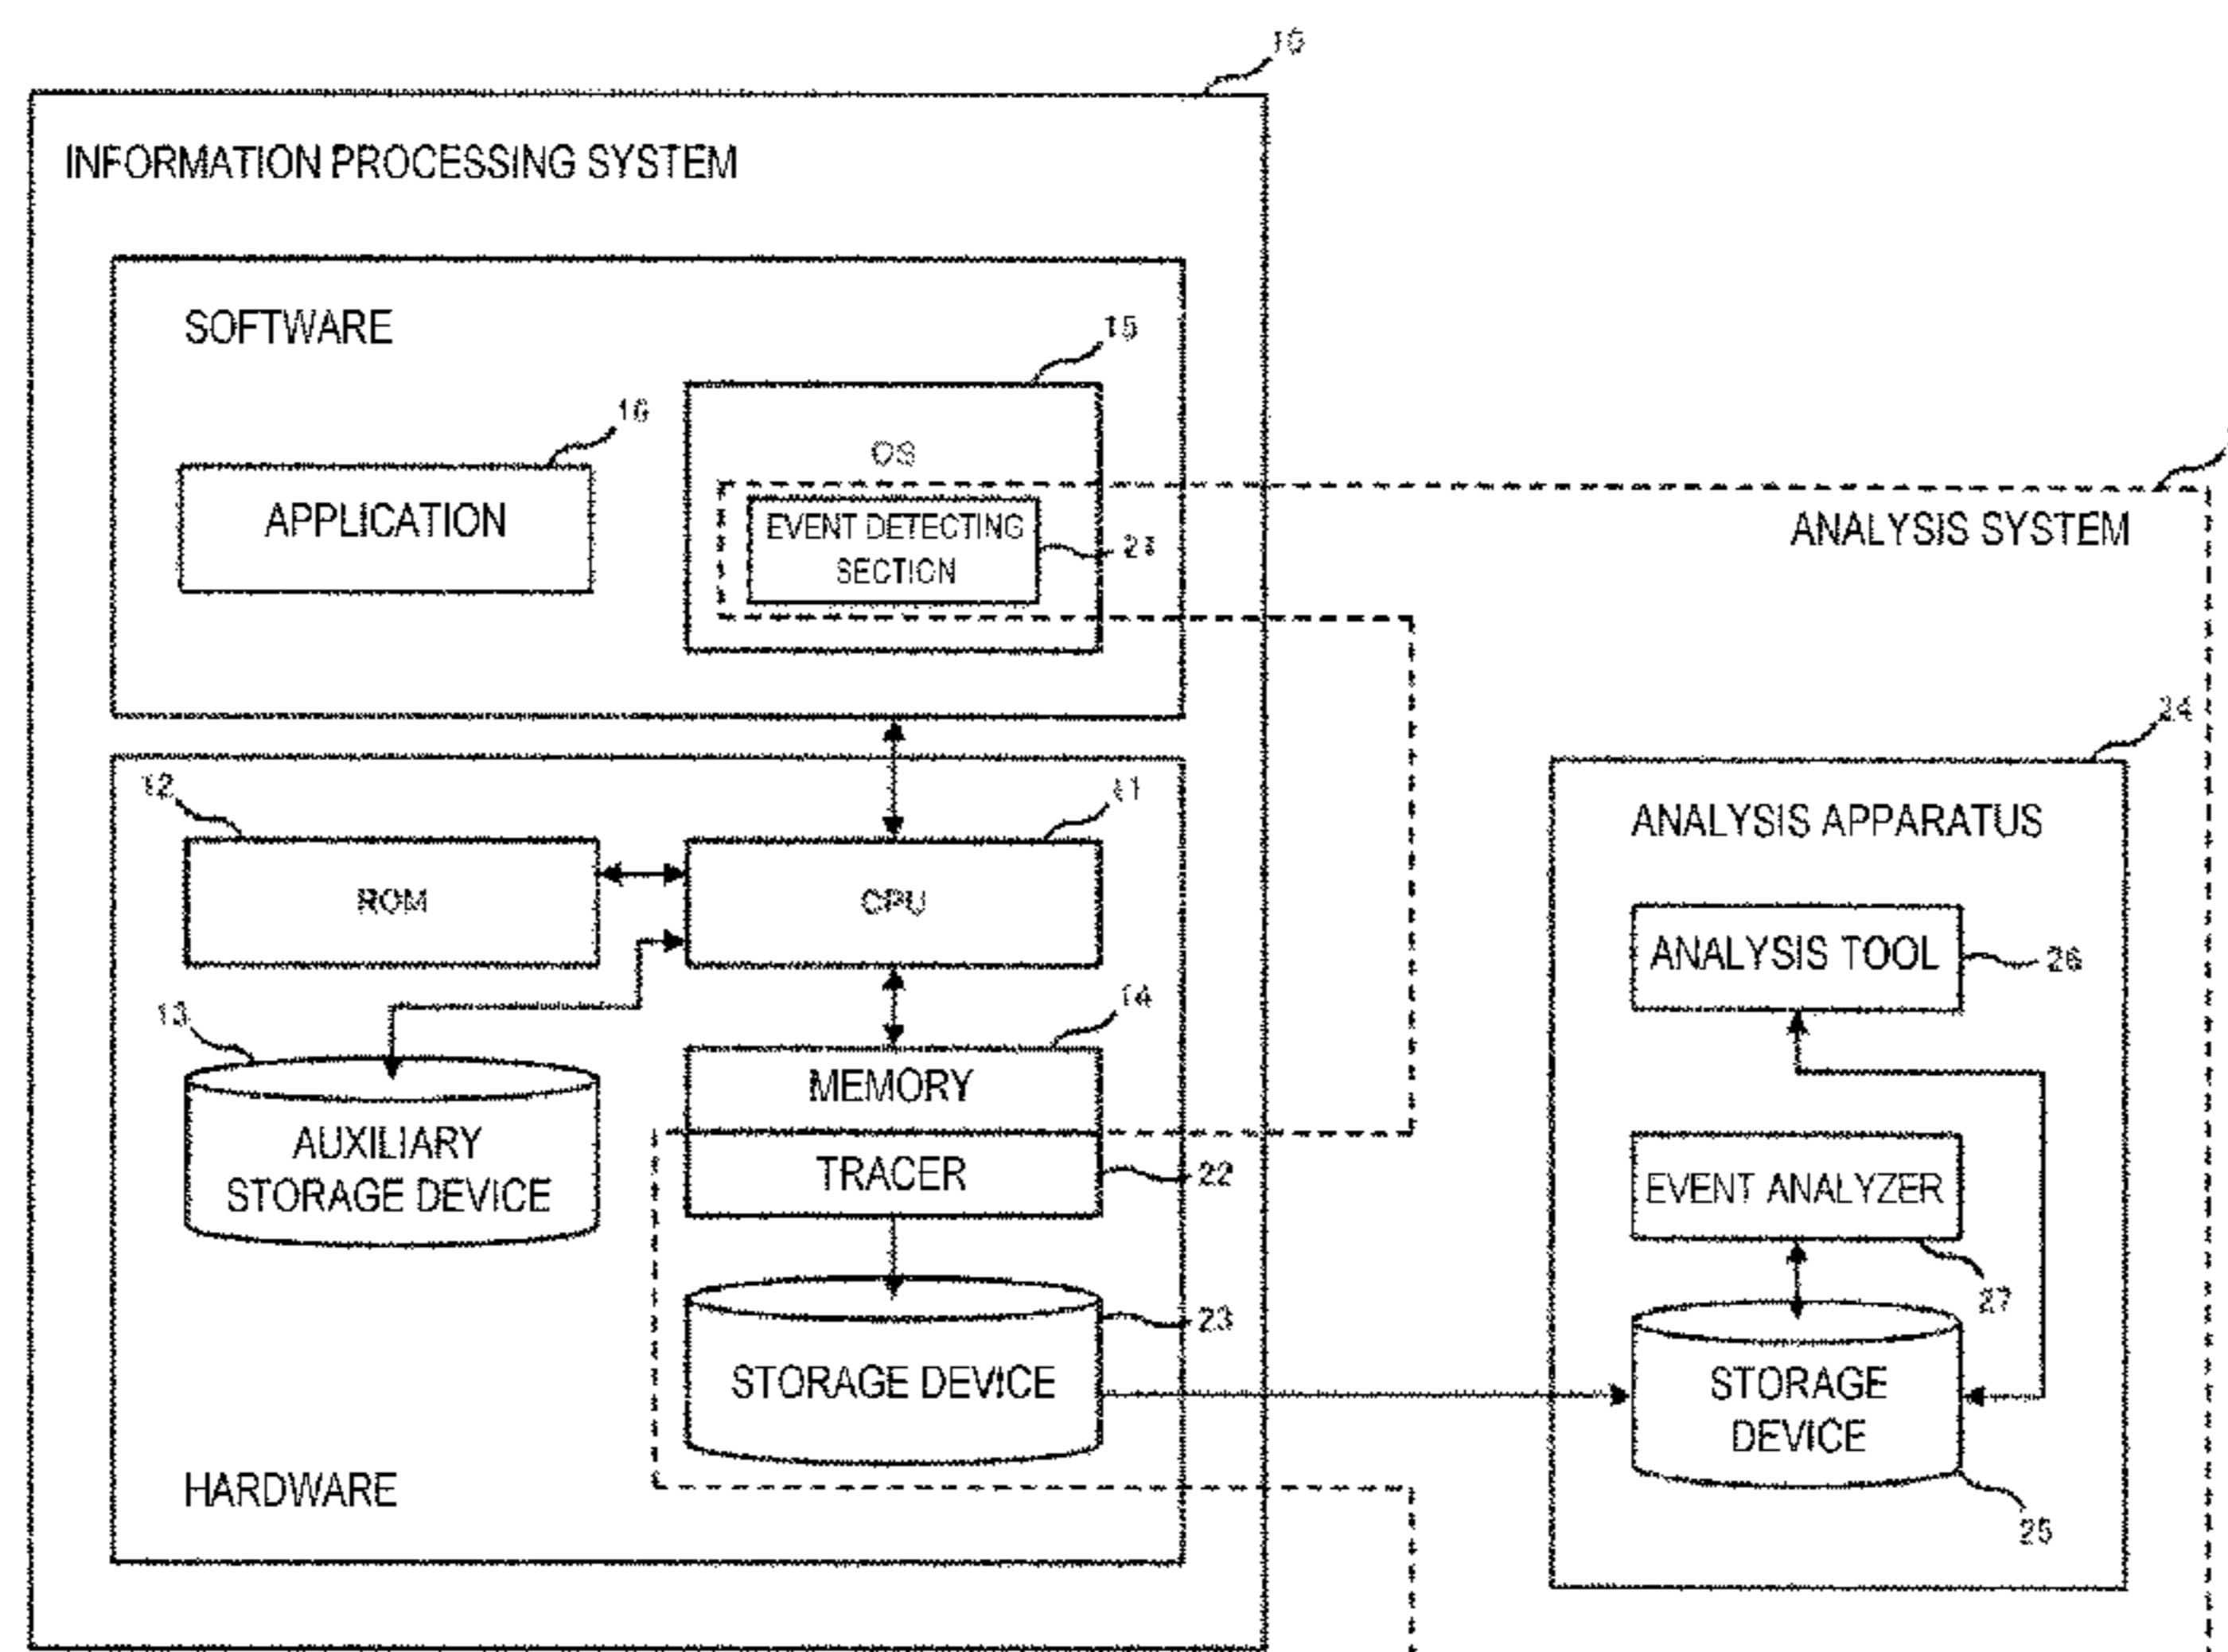 10
INFORMATION PROCESSING SYSTEM
SOFTWARE
15
16
OS
APPLICATION
EVENT DETECTING
SECTION
21
ANALYSIS SYSTEM
24
12
11
ROM
CPU
ANALYSIS APPARATUS
ANALYSIS TOOL
26
13
14
MEMORY
AUXILIARY
STORAGE DEVICE
TRACER
22
EVENT ANALYZER
27
23
STORAGE DEVICE
STORAGE
DEVICE
HARDWARE
25